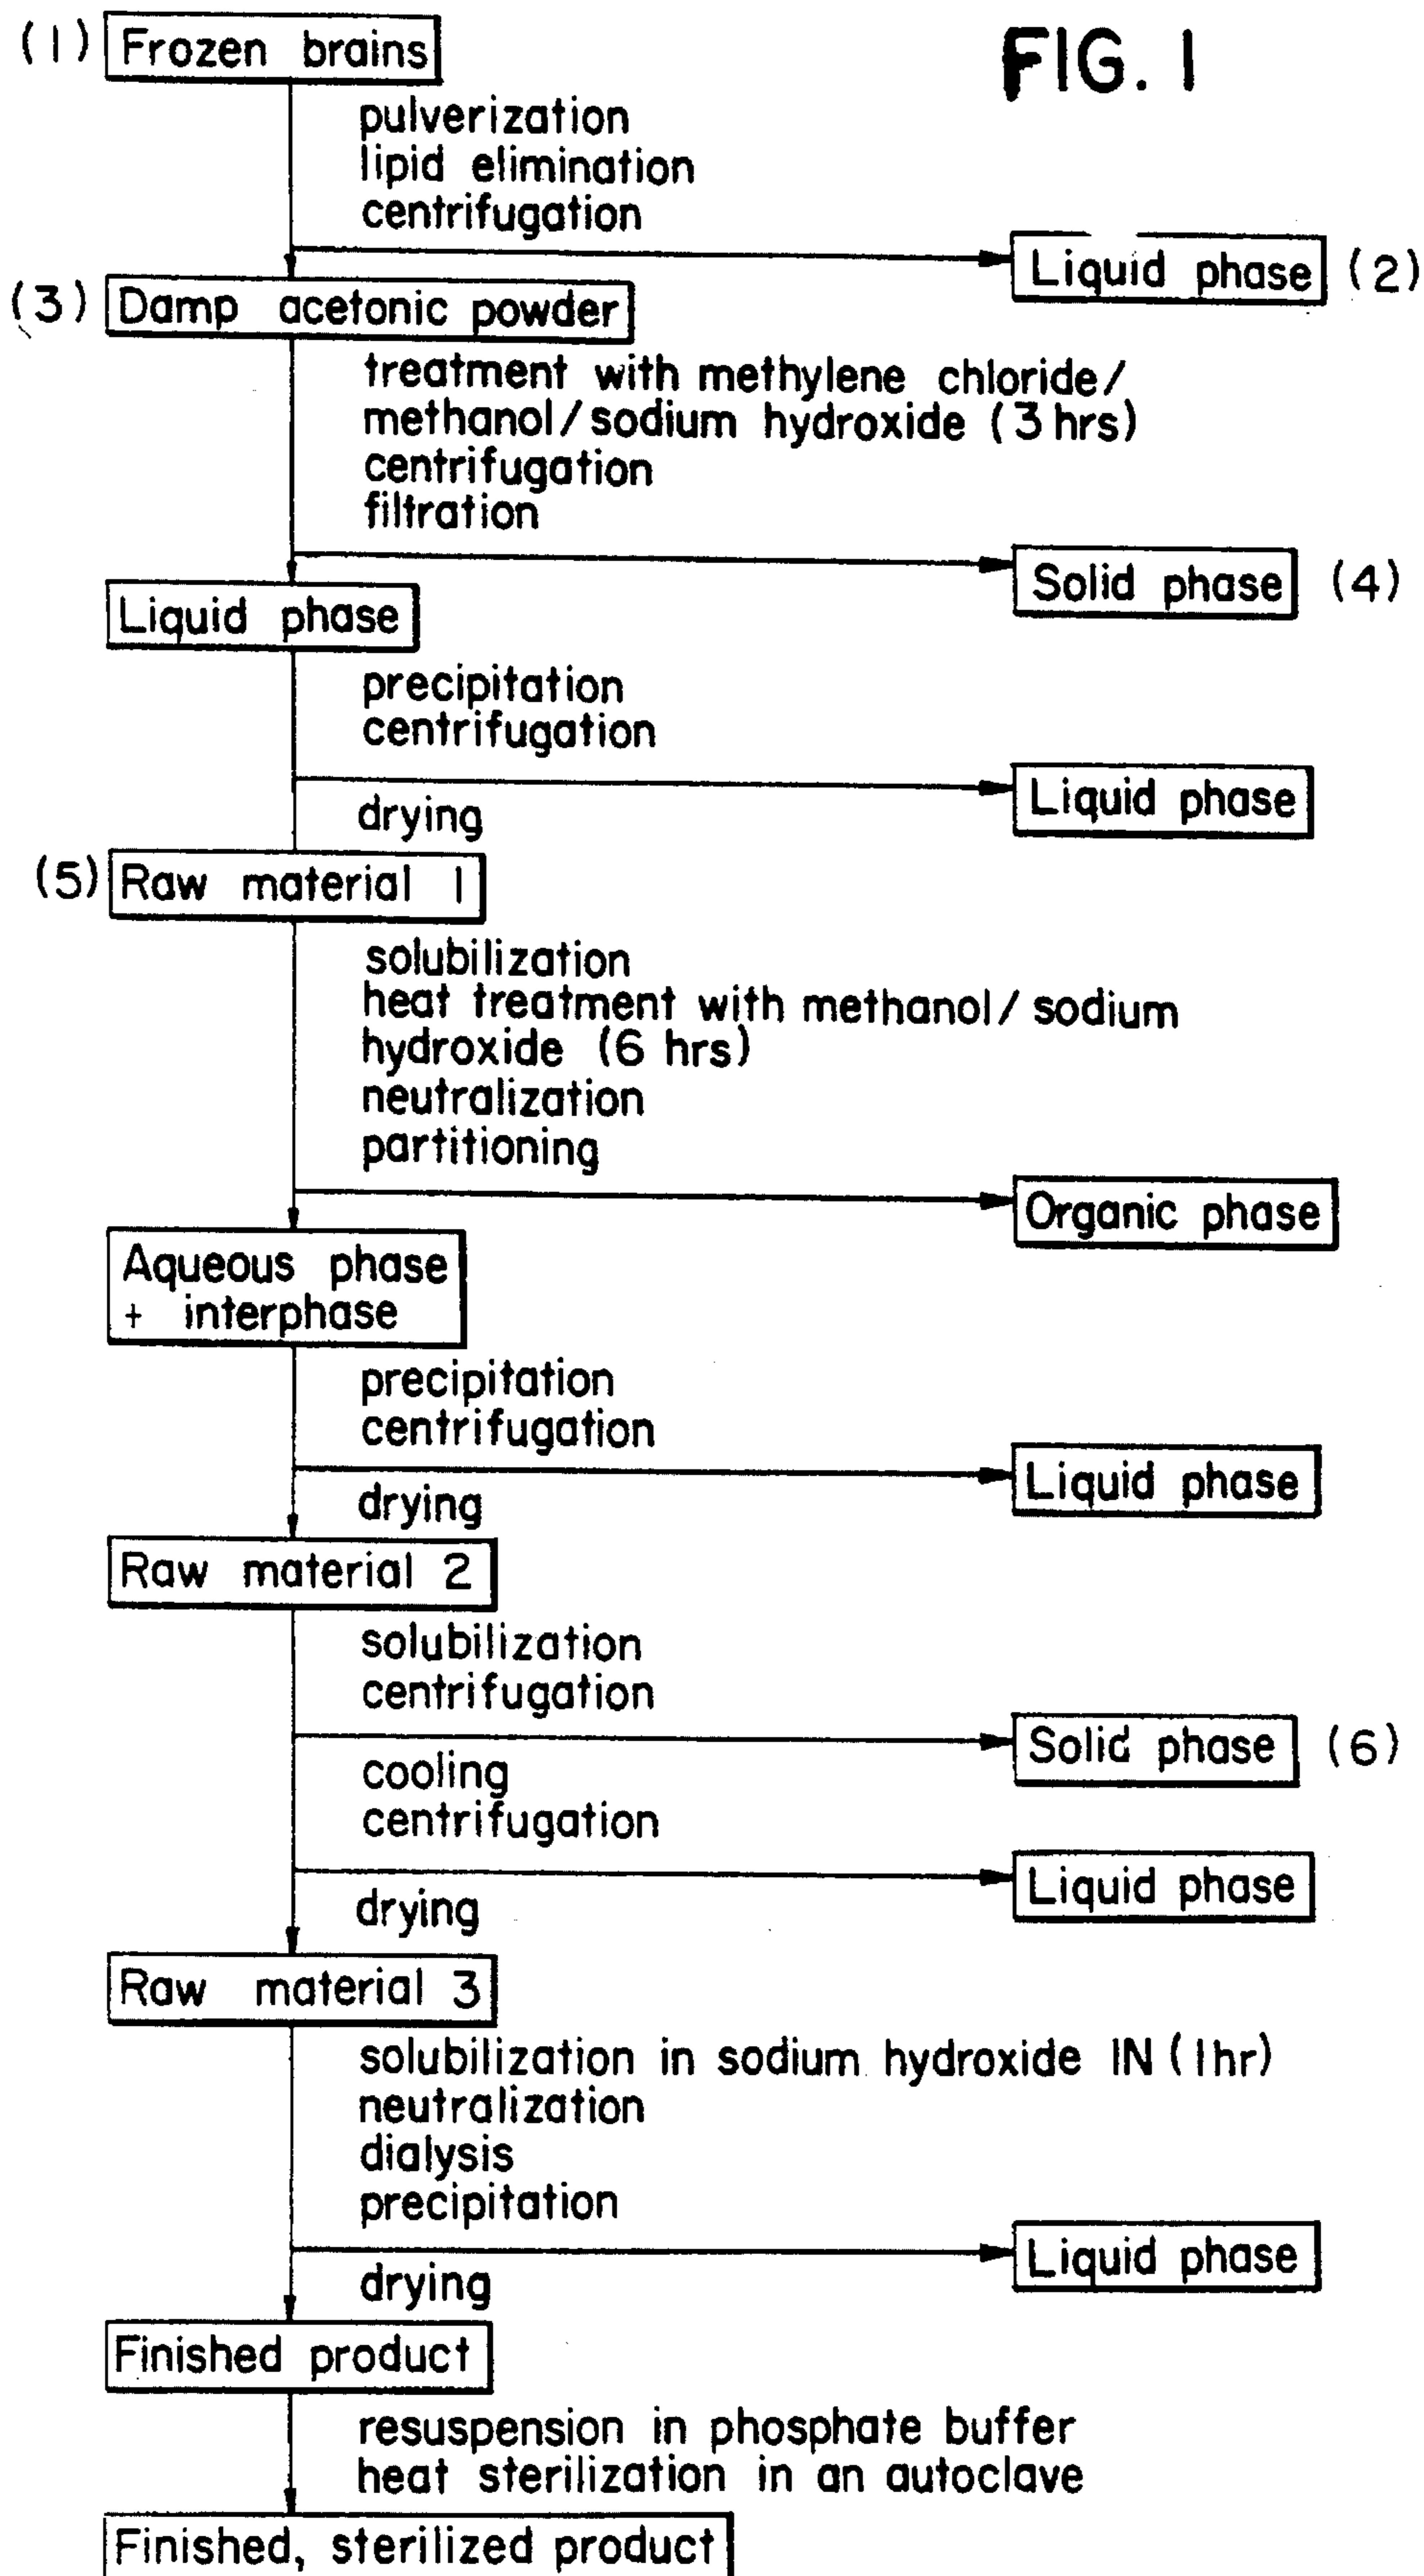 FIG. 1
(1) Frozen brains
pulverization
lipid elimination
centrifugation
Liquid phase (2)
(3) Damp acetonic powder
treatment with methylene chloride/
methanol/sodium hydroxide (3 hrs)
centrifugation
filtration
Solid phase (4)
Liquid phase
precipitation
centrifugation
Liquid phase
drying
(5) Raw material 1
solubilization
heat treatment with methanol/sodium
hydroxide (6 hrs)
neutralization
partitioning
Organic phase
Aqueous phase
+ interphase
precipitation
centrifugation
Liquid phase
drying
Raw material 2
solubilization
centrifugation
Solid phase (6)
cooling
centrifugation
Liquid phase
drying
Raw material 3
solubilization in sodium hydroxide 1N (1hr)
neutralization
dialysis
precipitation
Liquid phase
drying
Finished product
resuspension in phosphate buffer
heat sterilization in an autoclave
Finished, sterilized product